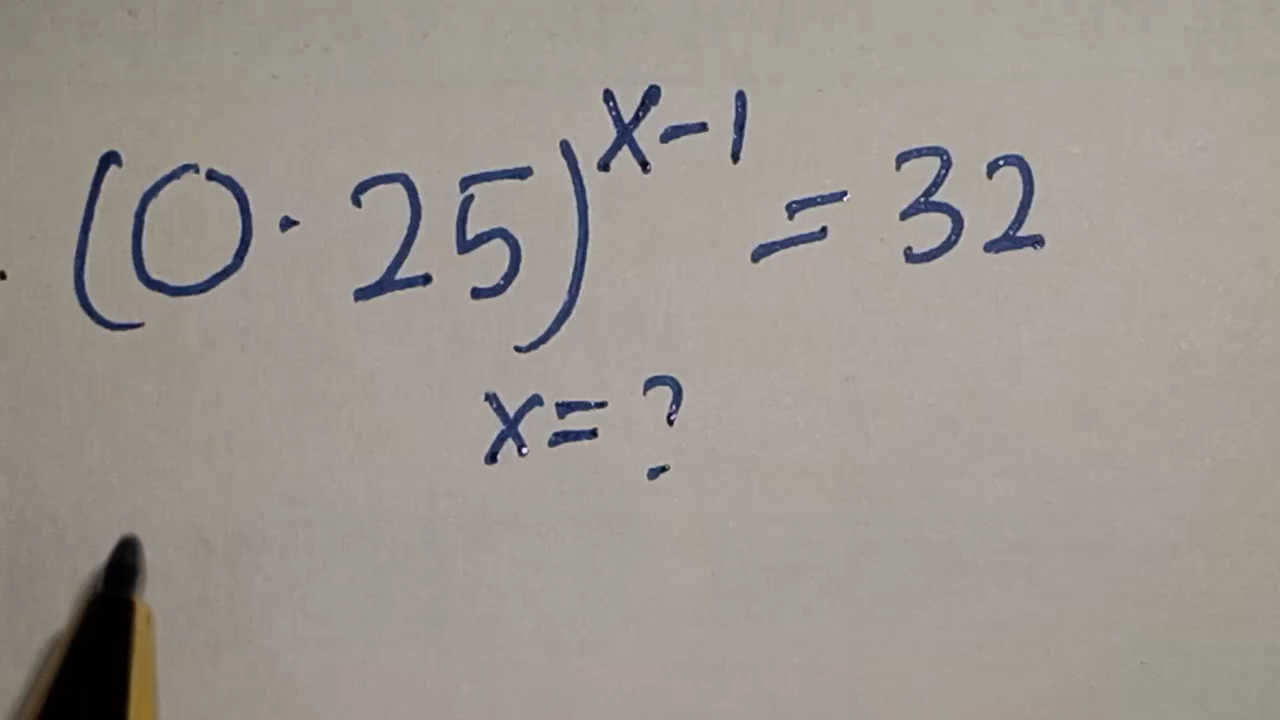 (0.25)^{x-1} = 32
x = ?